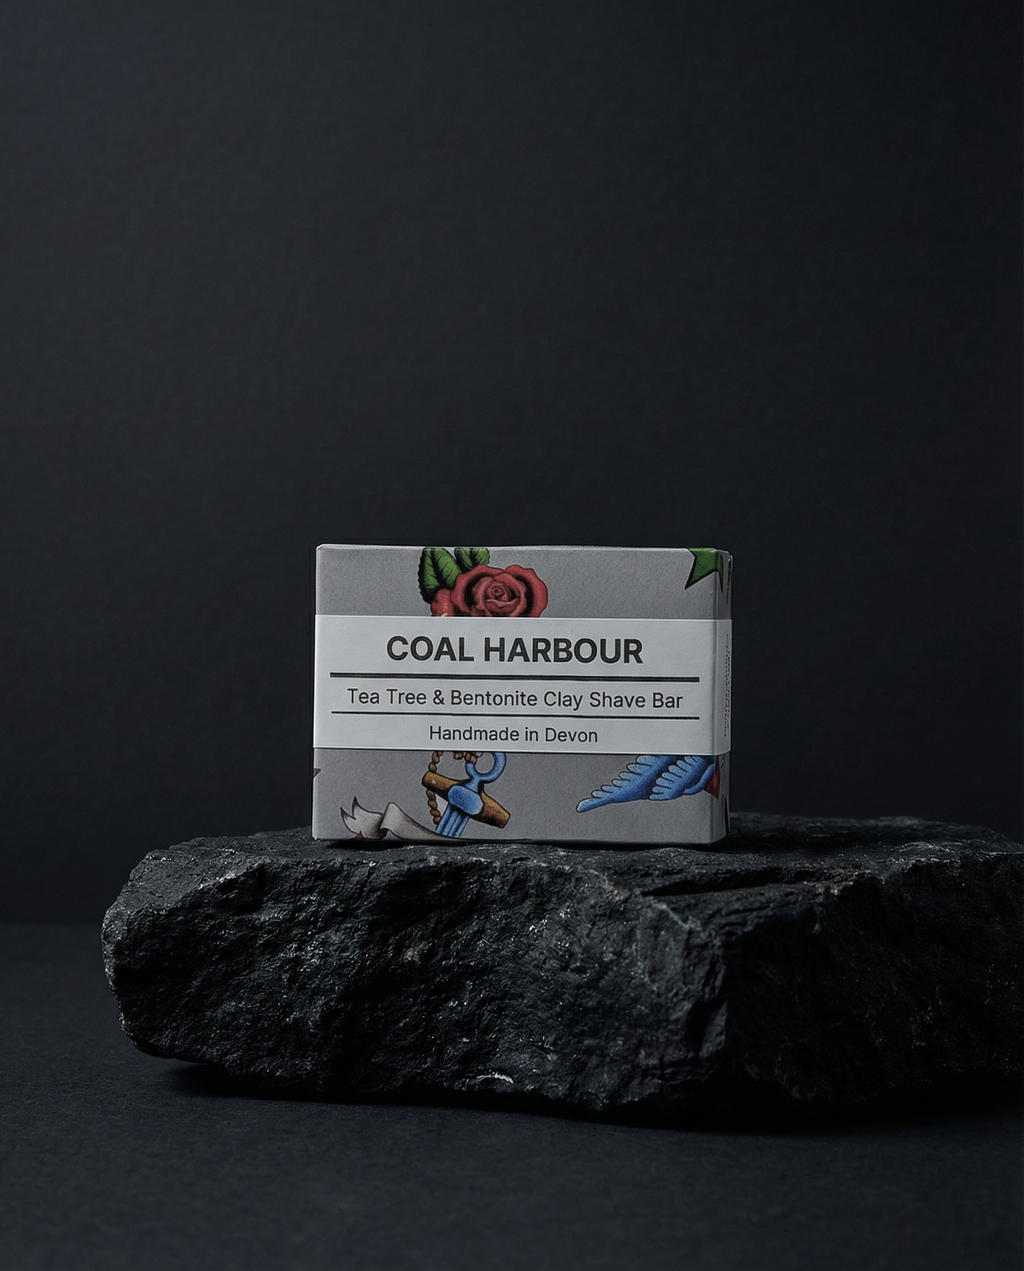 COAL HARBOUR
Tea Tree & Bentonite Clay Shave Bar
Handmade in Devon